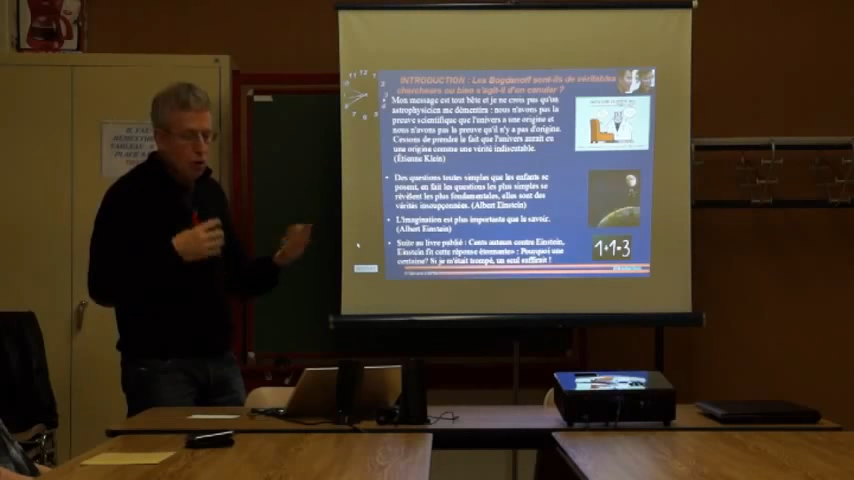 IL FAUT
REMETTRE
TABLEAU
PLACE
INTRODUCTION : Les Bogdanoff sont-ils de véritables
chercheurs ou bien s'agit-il d'un canular ?
Mon message est tout bête et je ne crois pas qu'un
astrophysicien me démentira : nous n'avons pas la
preuve scientifique que l'univers a une origine et
nous n'avons pas la preuve qu'il n'y a pas d'origine.
Cessons de prendre le fait que l'univers aurait eu
une origine comme une vérité indiscutable.
(Étienne Klein)
• Des questions toutes simples que les enfants se
posent, en fait les questions les plus simples se
révèlent les plus fondamentales, elles sont des
vérités insoupçonnées. (Albert Einstein)
• L'imagination est plus importante que le savoir.
(Albert Einstein)
• Suite au livre publié : Cents auteurs contre Einstein,
Einstein fit cette réponse étonnante» : Pourquoi une
centaine? Si je m'étais trompé, un seul suffirait !
1+1=3